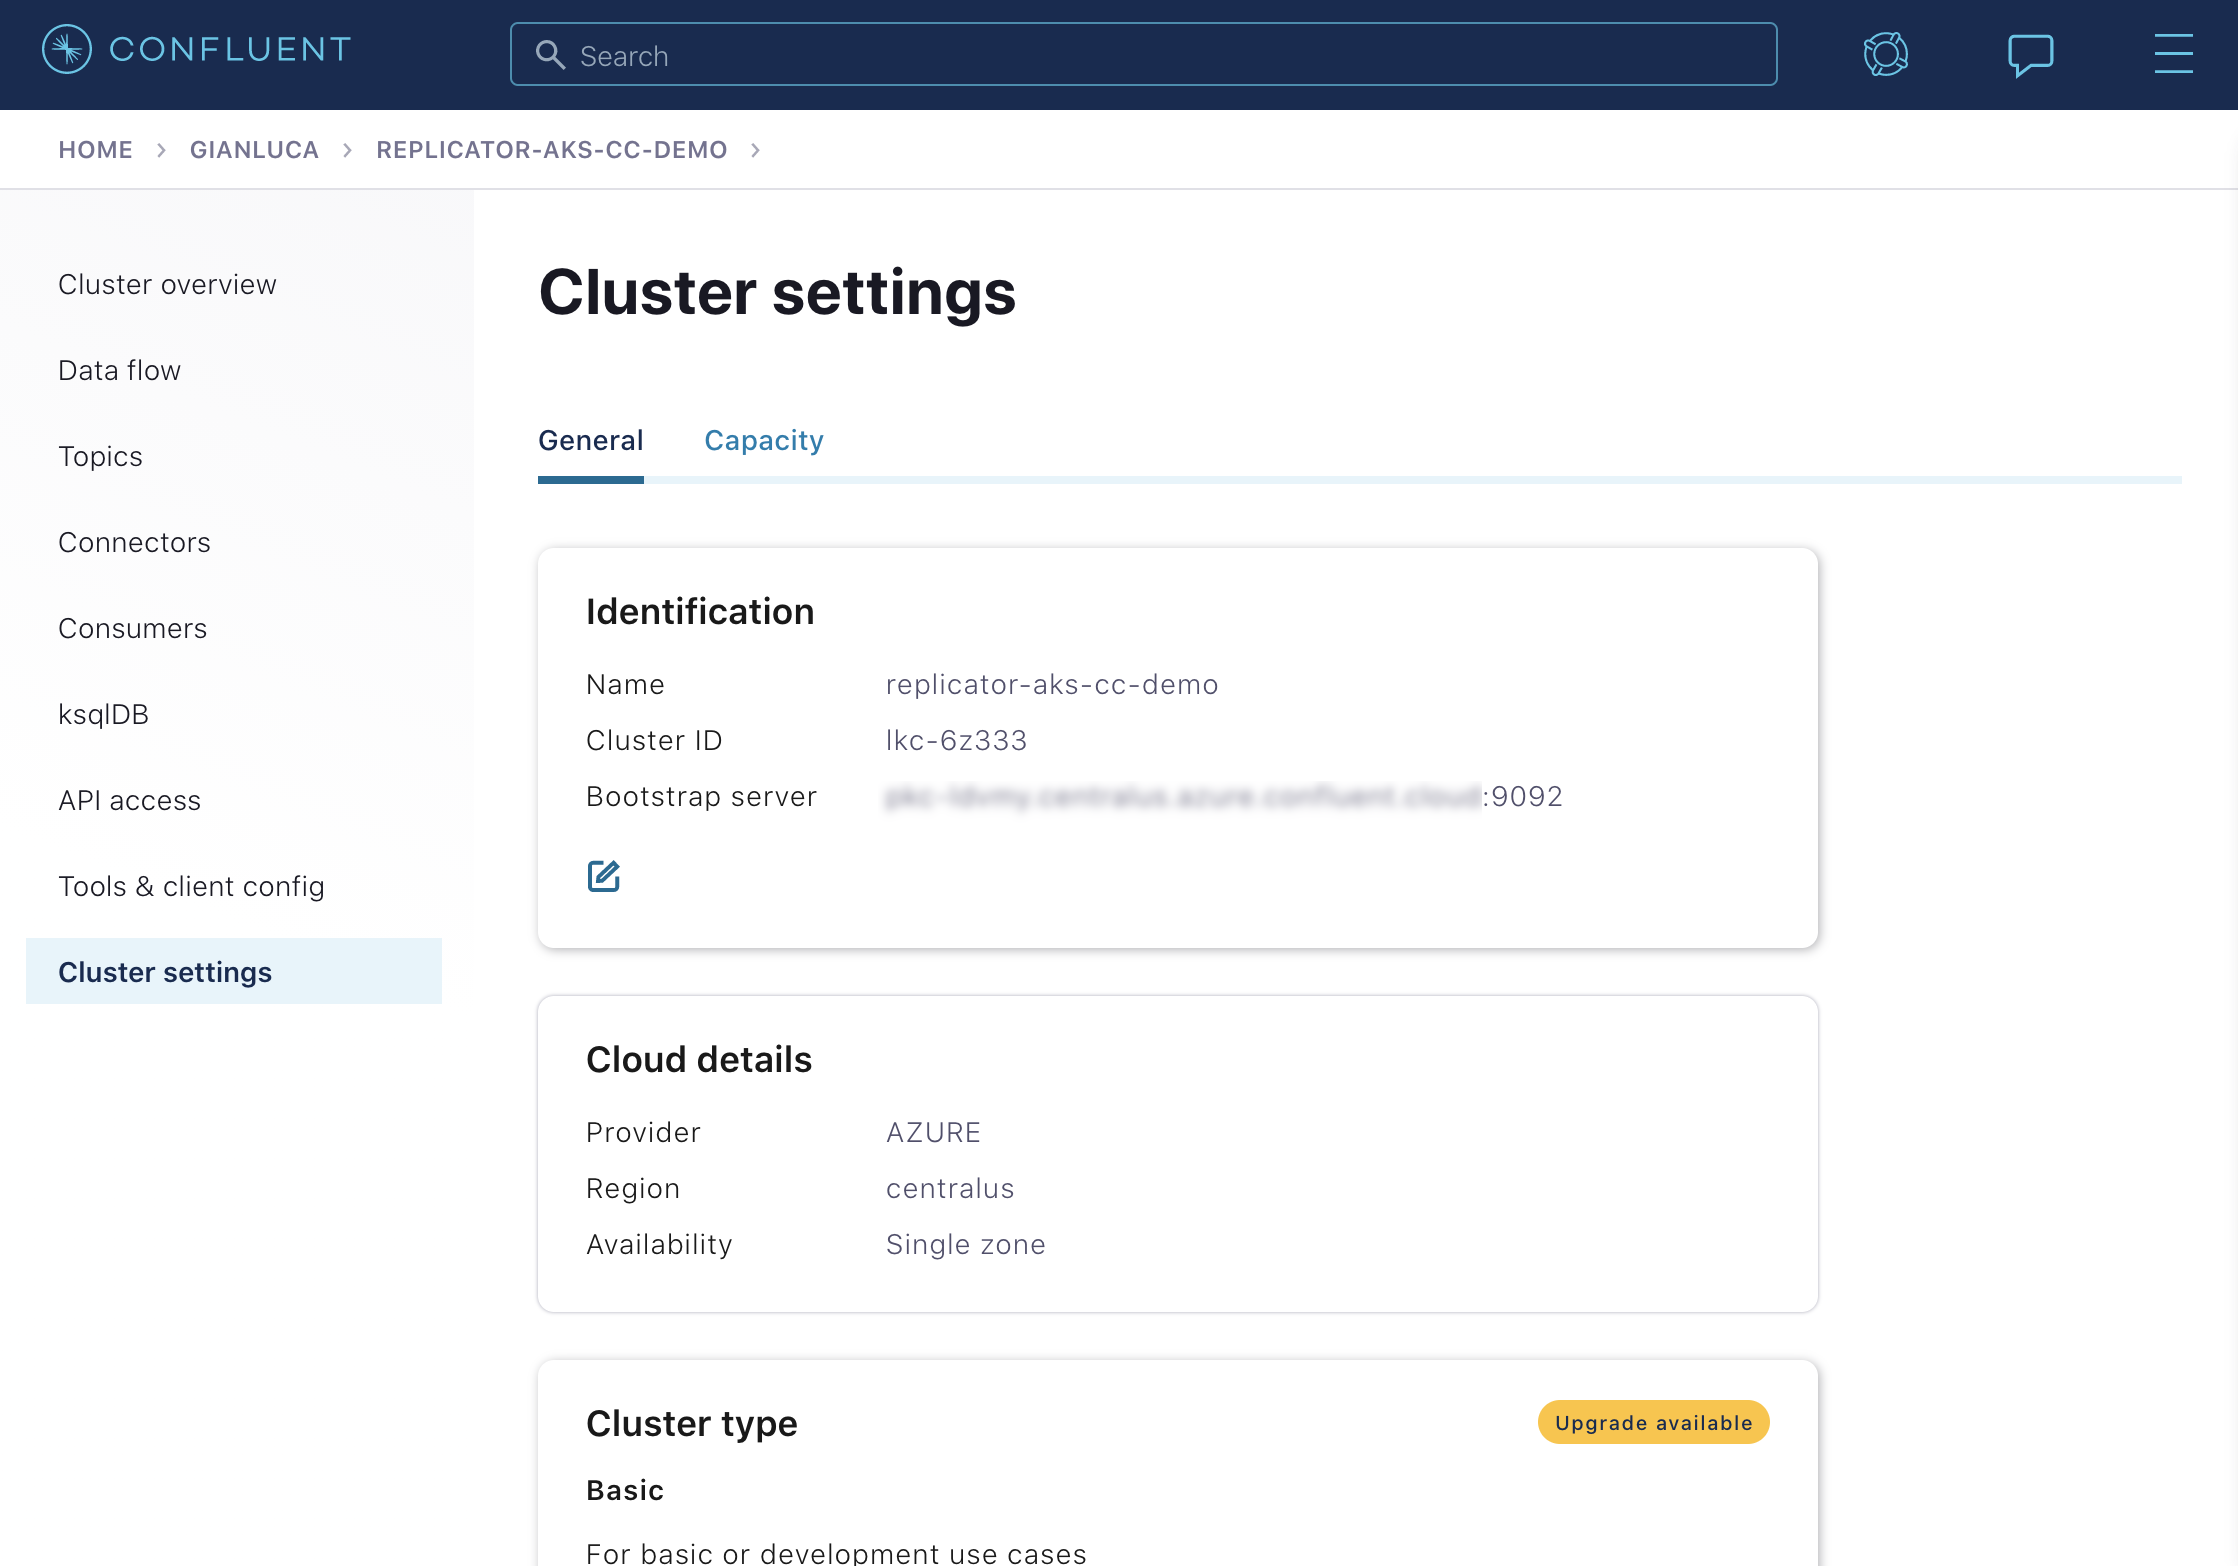 CONFLUENT
Search
HOME > GIANLUCA > REPLICATOR-AKS-CC-DEMO >
Cluster overview
Data flow
Topics
Connectors
Consumers
ksqlDB
API access
Tools & client config
Cluster settings
Cluster settings
General Capacity
Identification
Name replicator-aks-cc-demo
Cluster ID lkc-6z333
Bootstrap server :9092
Cloud details
Provider AZURE
Region centralus
Availability Single zone
Cluster type Upgrade available
Basic
For basic or development use cases